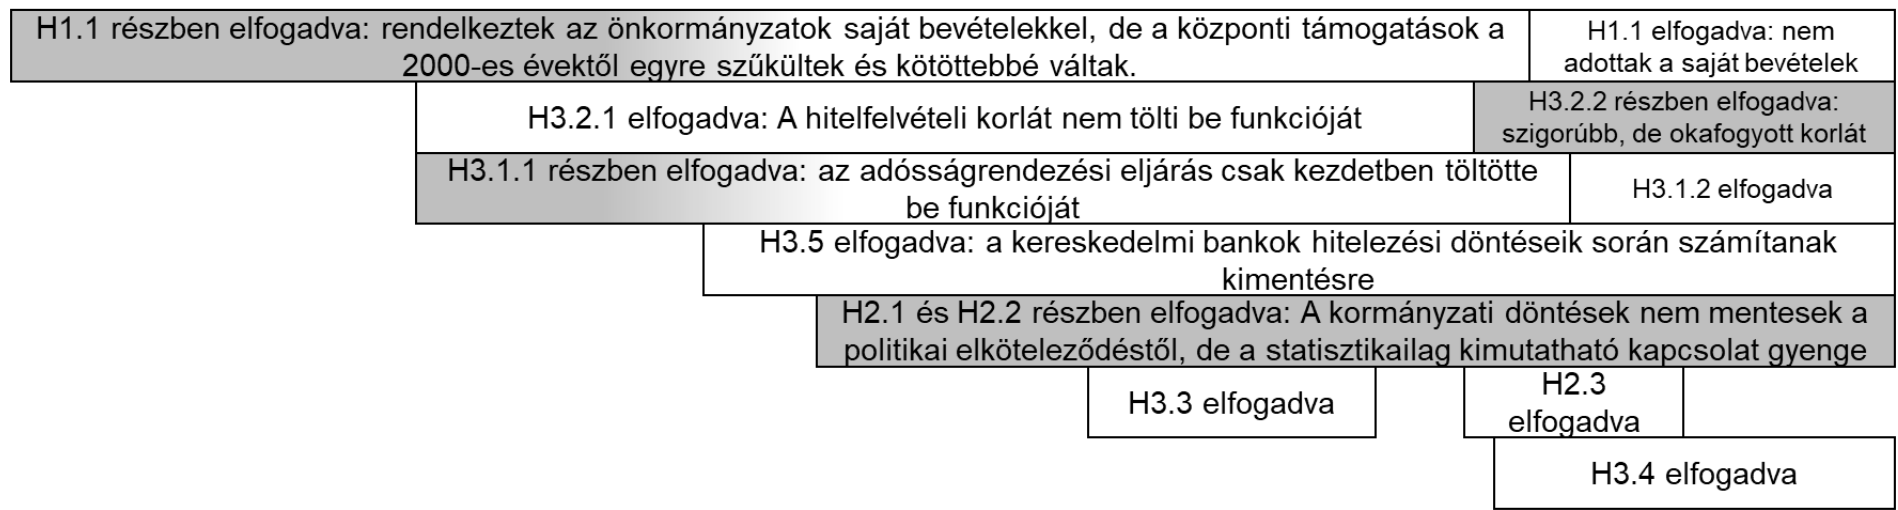 H1.1 részben elfogadva: rendelkeztek az önkormányzatok saját bevételekkel, de a központi támogatások a
2000-es évektől egyre szűkültek és kötöttebbé váltak.
H1.1 elfogadva: nem
adottak a saját bevételek
H3.2.1 elfogadva: A hitelfelvételi korlát nem tölti be funkcióját
H3.2.2 részben elfogadva:
szigorúbb, de okafogyott korlát
H3.1.1 részben elfogadva: az adósságrendezési eljárás csak kezdetben töltötte
be funkcióját
H3.1.2 elfogadva
H3.5 elfogadva: a kereskedelmi bankok hitelezési döntéseik során számítanak
kimentésre
H2.1 és H2.2 részben elfogadva: A kormányzati döntések nem mentesek a
politikai elköteleződéstől, de a statisztikailag kimutatható kapcsolat gyenge
H3.3 elfogadva
H2.3
elfogadva
H3.4 elfogadva